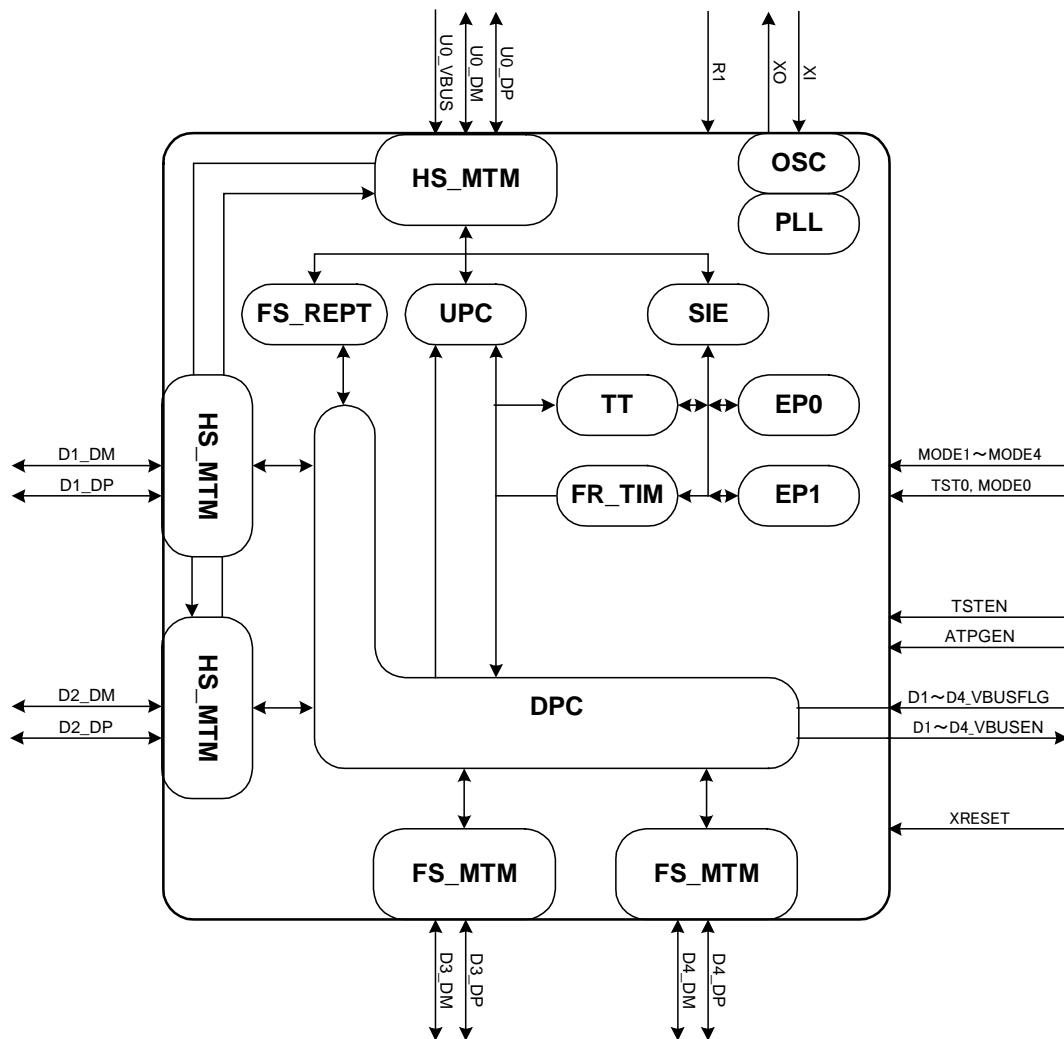 U0_VBUS
U0_DM
U0_DP
R1
XO
XI
HS_MTM
OSC
PLL
FS_REPT
UPC
SIE
HS_MTM
TT
EP0
D1_DM
D1_DP
MODE1～MODE4
TST0, MODE0
FR_TIM
EP1
TSTEN
ATPGEN
HS_MTM
D2_DM
D2_DP
DPC
D1～D4_VBUSFLG
D1～D4_VBUSEN
XRESET
FS_MTM
FS_MTM
D3_DM
D3_DP
D4_DM
D4_DP